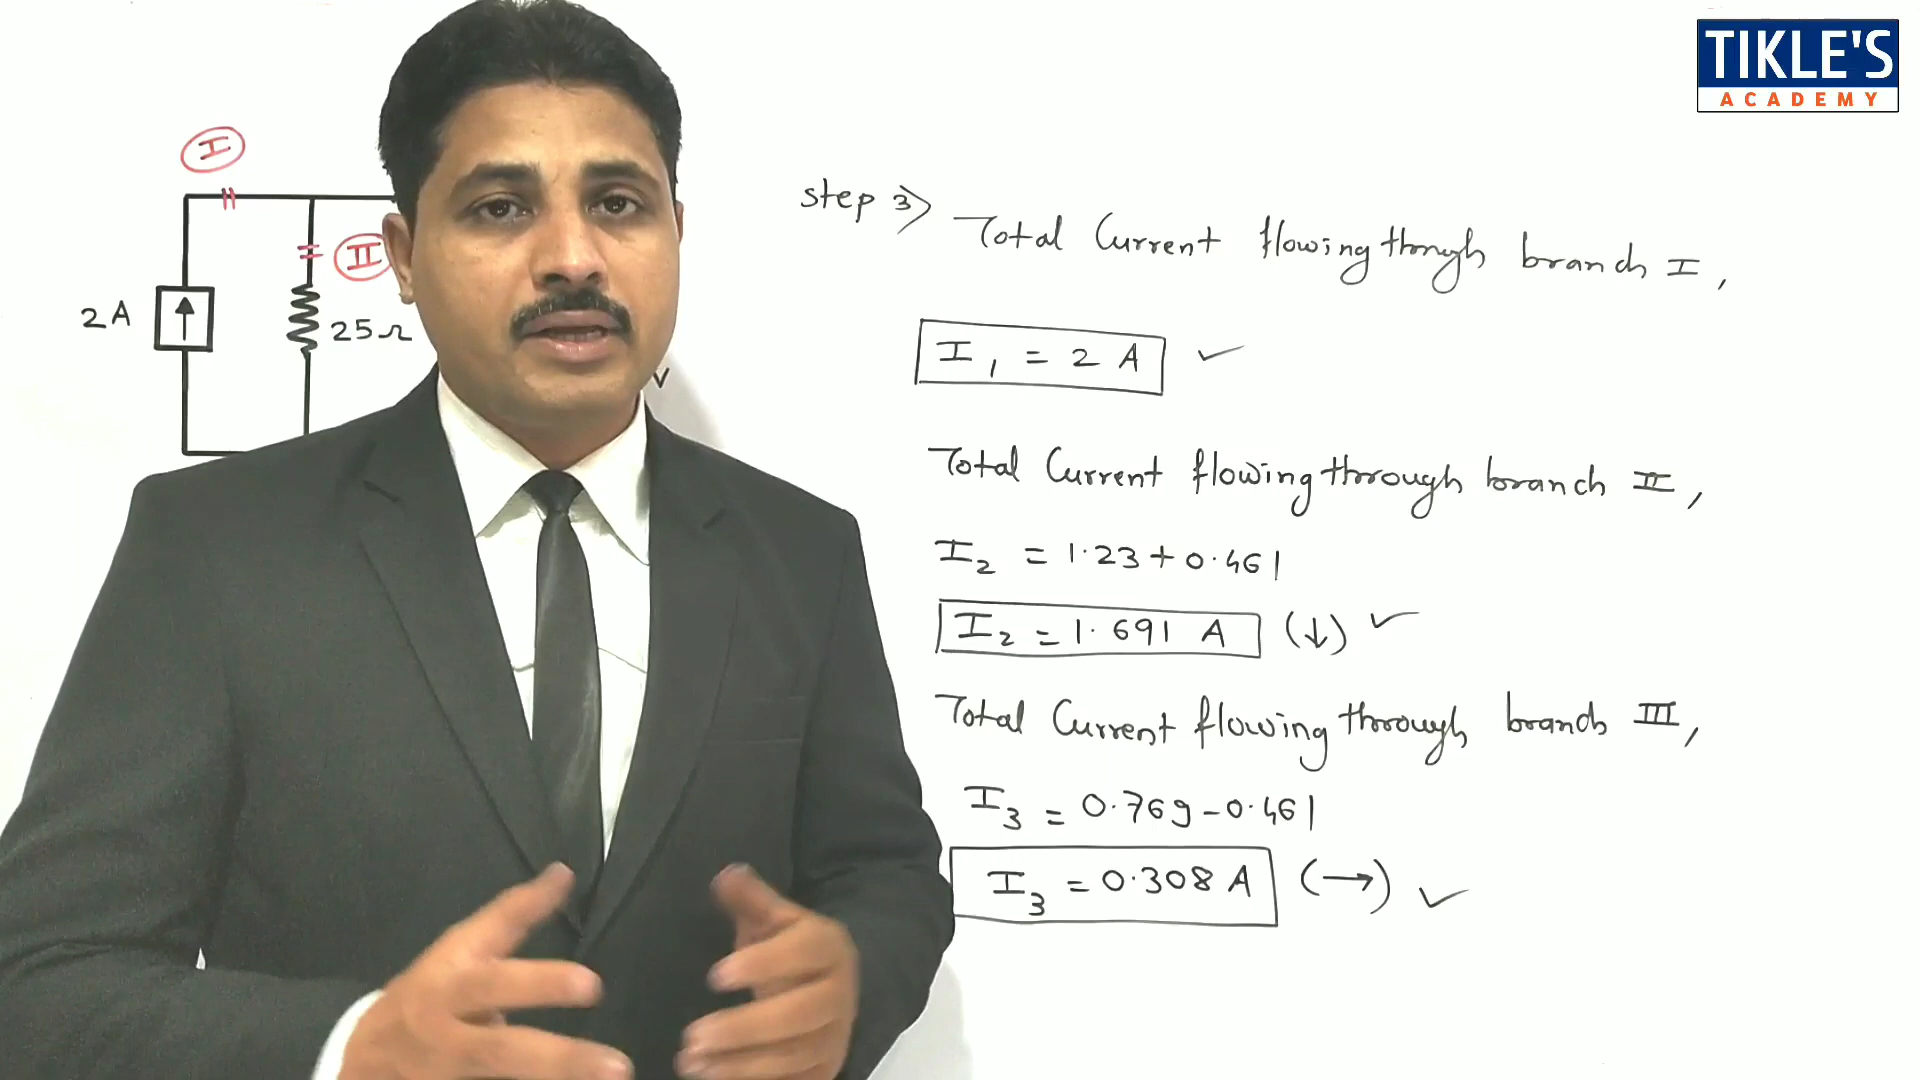 TIKLE'S
ACADEMY
I
II
2A
25Ω
V
Step 3>
Total Current flowing through branch I,
I1 = 2 A ✓
Total Current flowing through branch II,
I2 = 1.23 + 0.461
I2 = 1.691 A (↓) ✓
Total Current flowing through branch III,
I3 = 0.769 - 0.461
I3 = 0.308 A (→) ✓